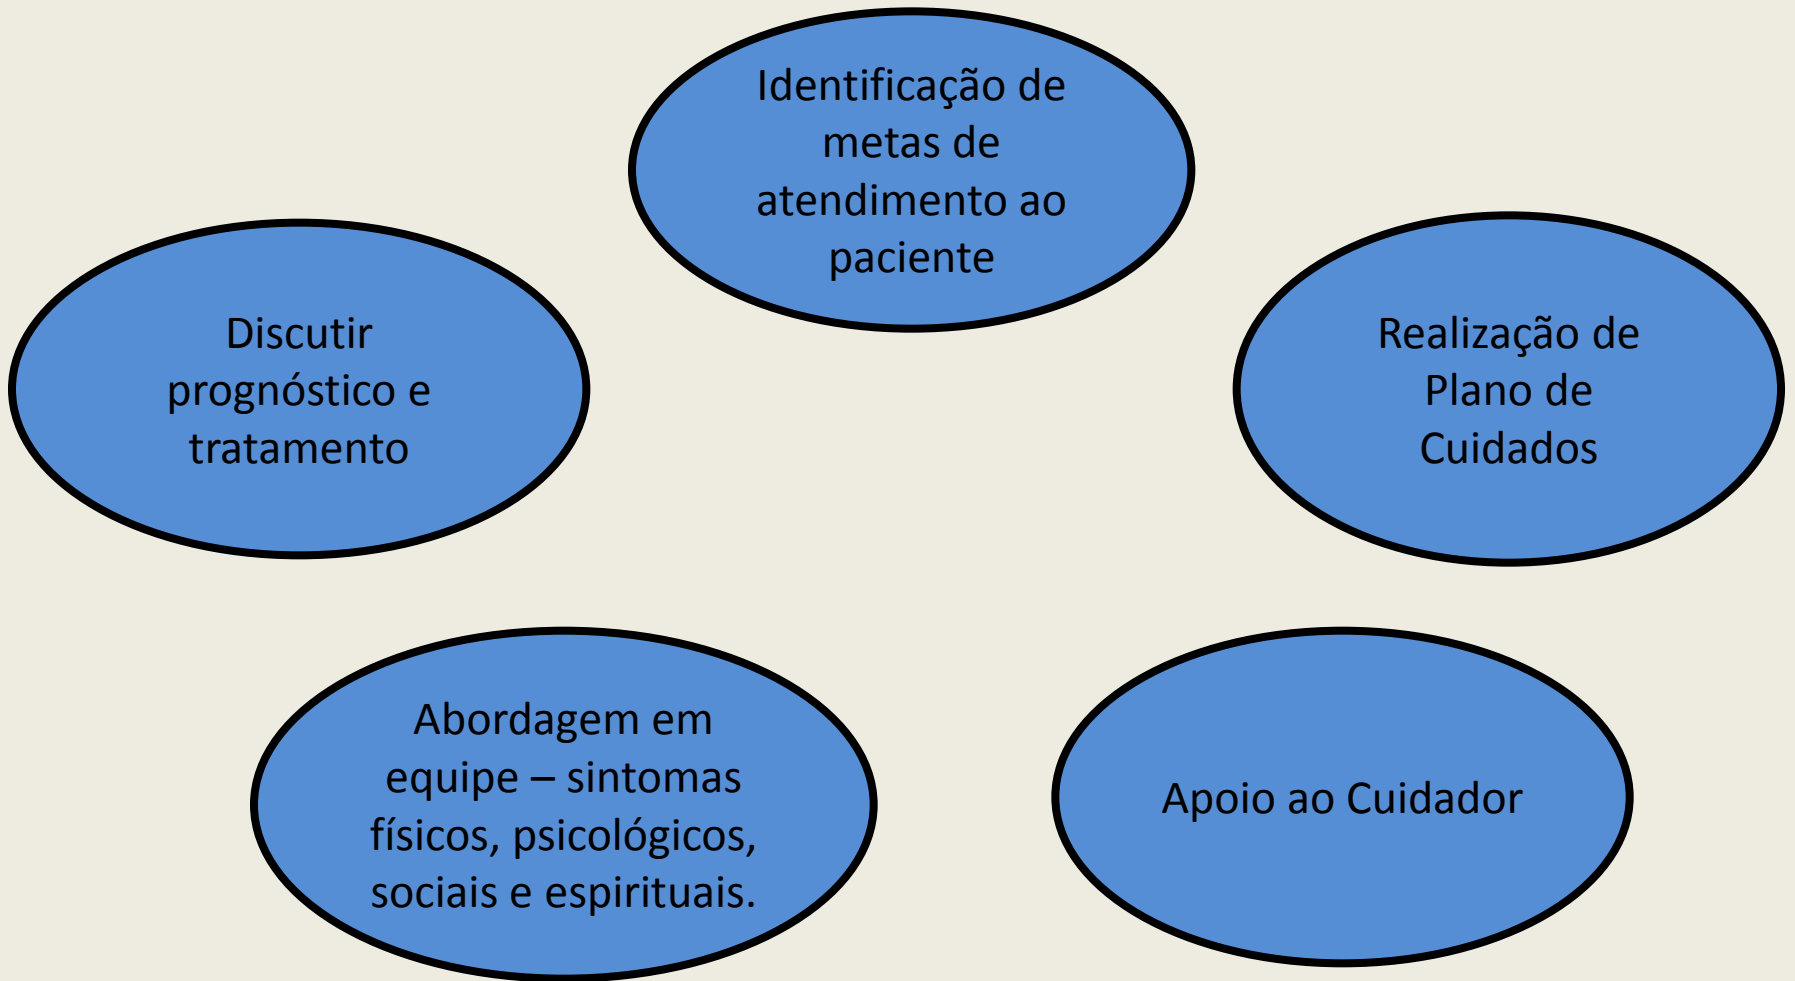 Identificação de
metas de
atendimento ao
paciente
Discutir
prognóstico e
tratamento
Realização de
Plano de
Cuidados
Abordagem em
equipe – sintomas
físicos, psicológicos,
sociais e espirituais.
Apoio ao Cuidador